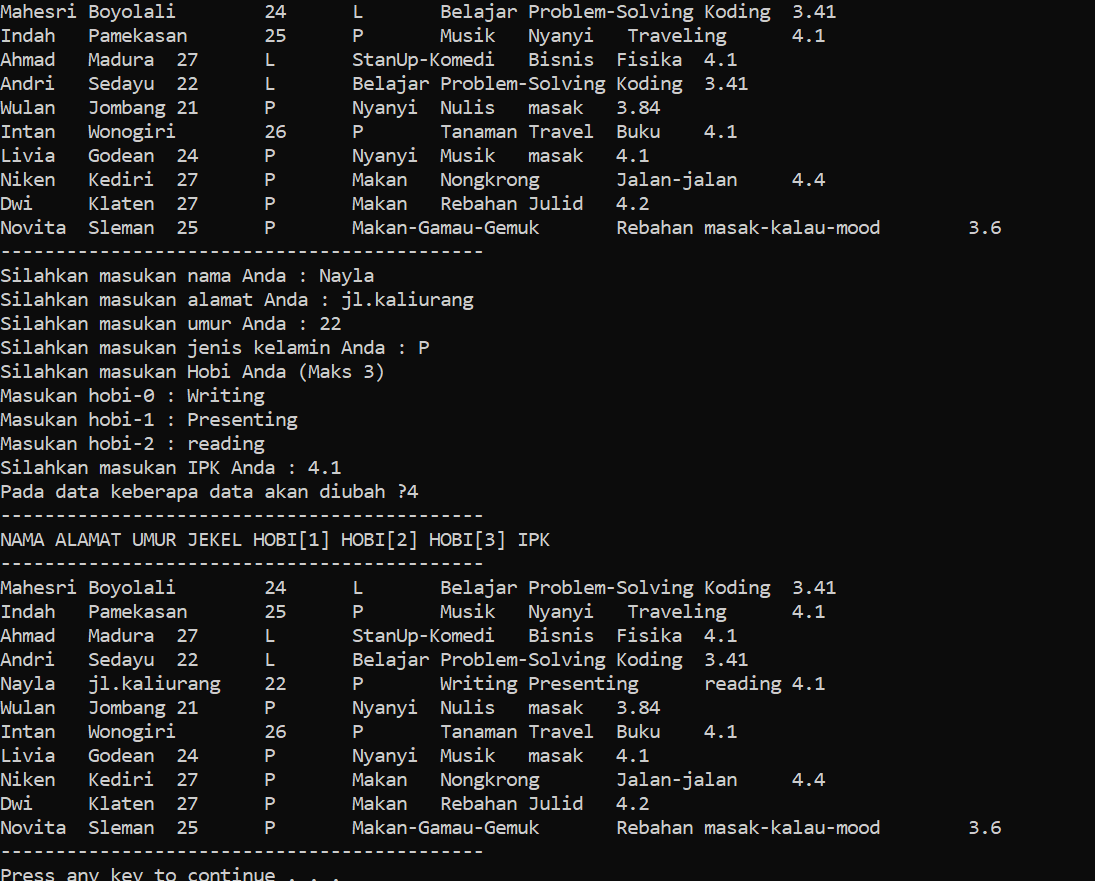 Mahesri Boyolali 24 L Belajar Problem-Solving Koding 3.41
Indah Pamekasan 25 P Musik Nyanyi Traveling 4.1
Ahmad Madura 27 L StanUp-Komedi Bisnis Fisika 4.1
Andri Sedayu 22 L Belajar Problem-Solving Koding 3.41
Wulan Jombang 21 P Nyanyi Nulis masak 3.84
Intan Wonogiri 26 P Tanaman Travel Buku 4.1
Livia Godean 24 P Nyanyi Musik masak 4.1
Niken Kediri 27 P Makan Nongkrong Jalan-jalan 4.4
Dwi Klaten 27 P Makan Rebahan Julid 4.2
Novita Sleman 25 P Makan-Gamau-Gemuk Rebahan masak-kalau-mood 3.6
--------------------------------------------
Silahkan masukan nama Anda : Nayla
Silahkan masukan alamat Anda : jl.kaliurang
Silahkan masukan umur Anda : 22
Silahkan masukan jenis kelamin Anda : P
Silahkan masukan Hobi Anda (Maks 3)
Masukan hobi-0 : Writing
Masukan hobi-1 : Presenting
Masukan hobi-2 : reading
Silahkan masukan IPK Anda : 4.1
Pada data keberapa data akan diubah ?4
--------------------------------------------
NAMA ALAMAT UMUR JEKEL HOBI[1] HOBI[2] HOBI[3] IPK
--------------------------------------------
Mahesri Boyolali 24 L Belajar Problem-Solving Koding 3.41
Indah Pamekasan 25 P Musik Nyanyi Traveling 4.1
Ahmad Madura 27 L StanUp-Komedi Bisnis Fisika 4.1
Andri Sedayu 22 L Belajar Problem-Solving Koding 3.41
Nayla jl.kaliurang 22 P Writing Presenting reading 4.1
Wulan Jombang 21 P Nyanyi Nulis masak 3.84
Intan Wonogiri 26 P Tanaman Travel Buku 4.1
Livia Godean 24 P Nyanyi Musik masak 4.1
Niken Kediri 27 P Makan Nongkrong Jalan-jalan 4.4
Dwi Klaten 27 P Makan Rebahan Julid 4.2
Novita Sleman 25 P Makan-Gamau-Gemuk Rebahan masak-kalau-mood 3.6
--------------------------------------------
Press any key to continue . . .